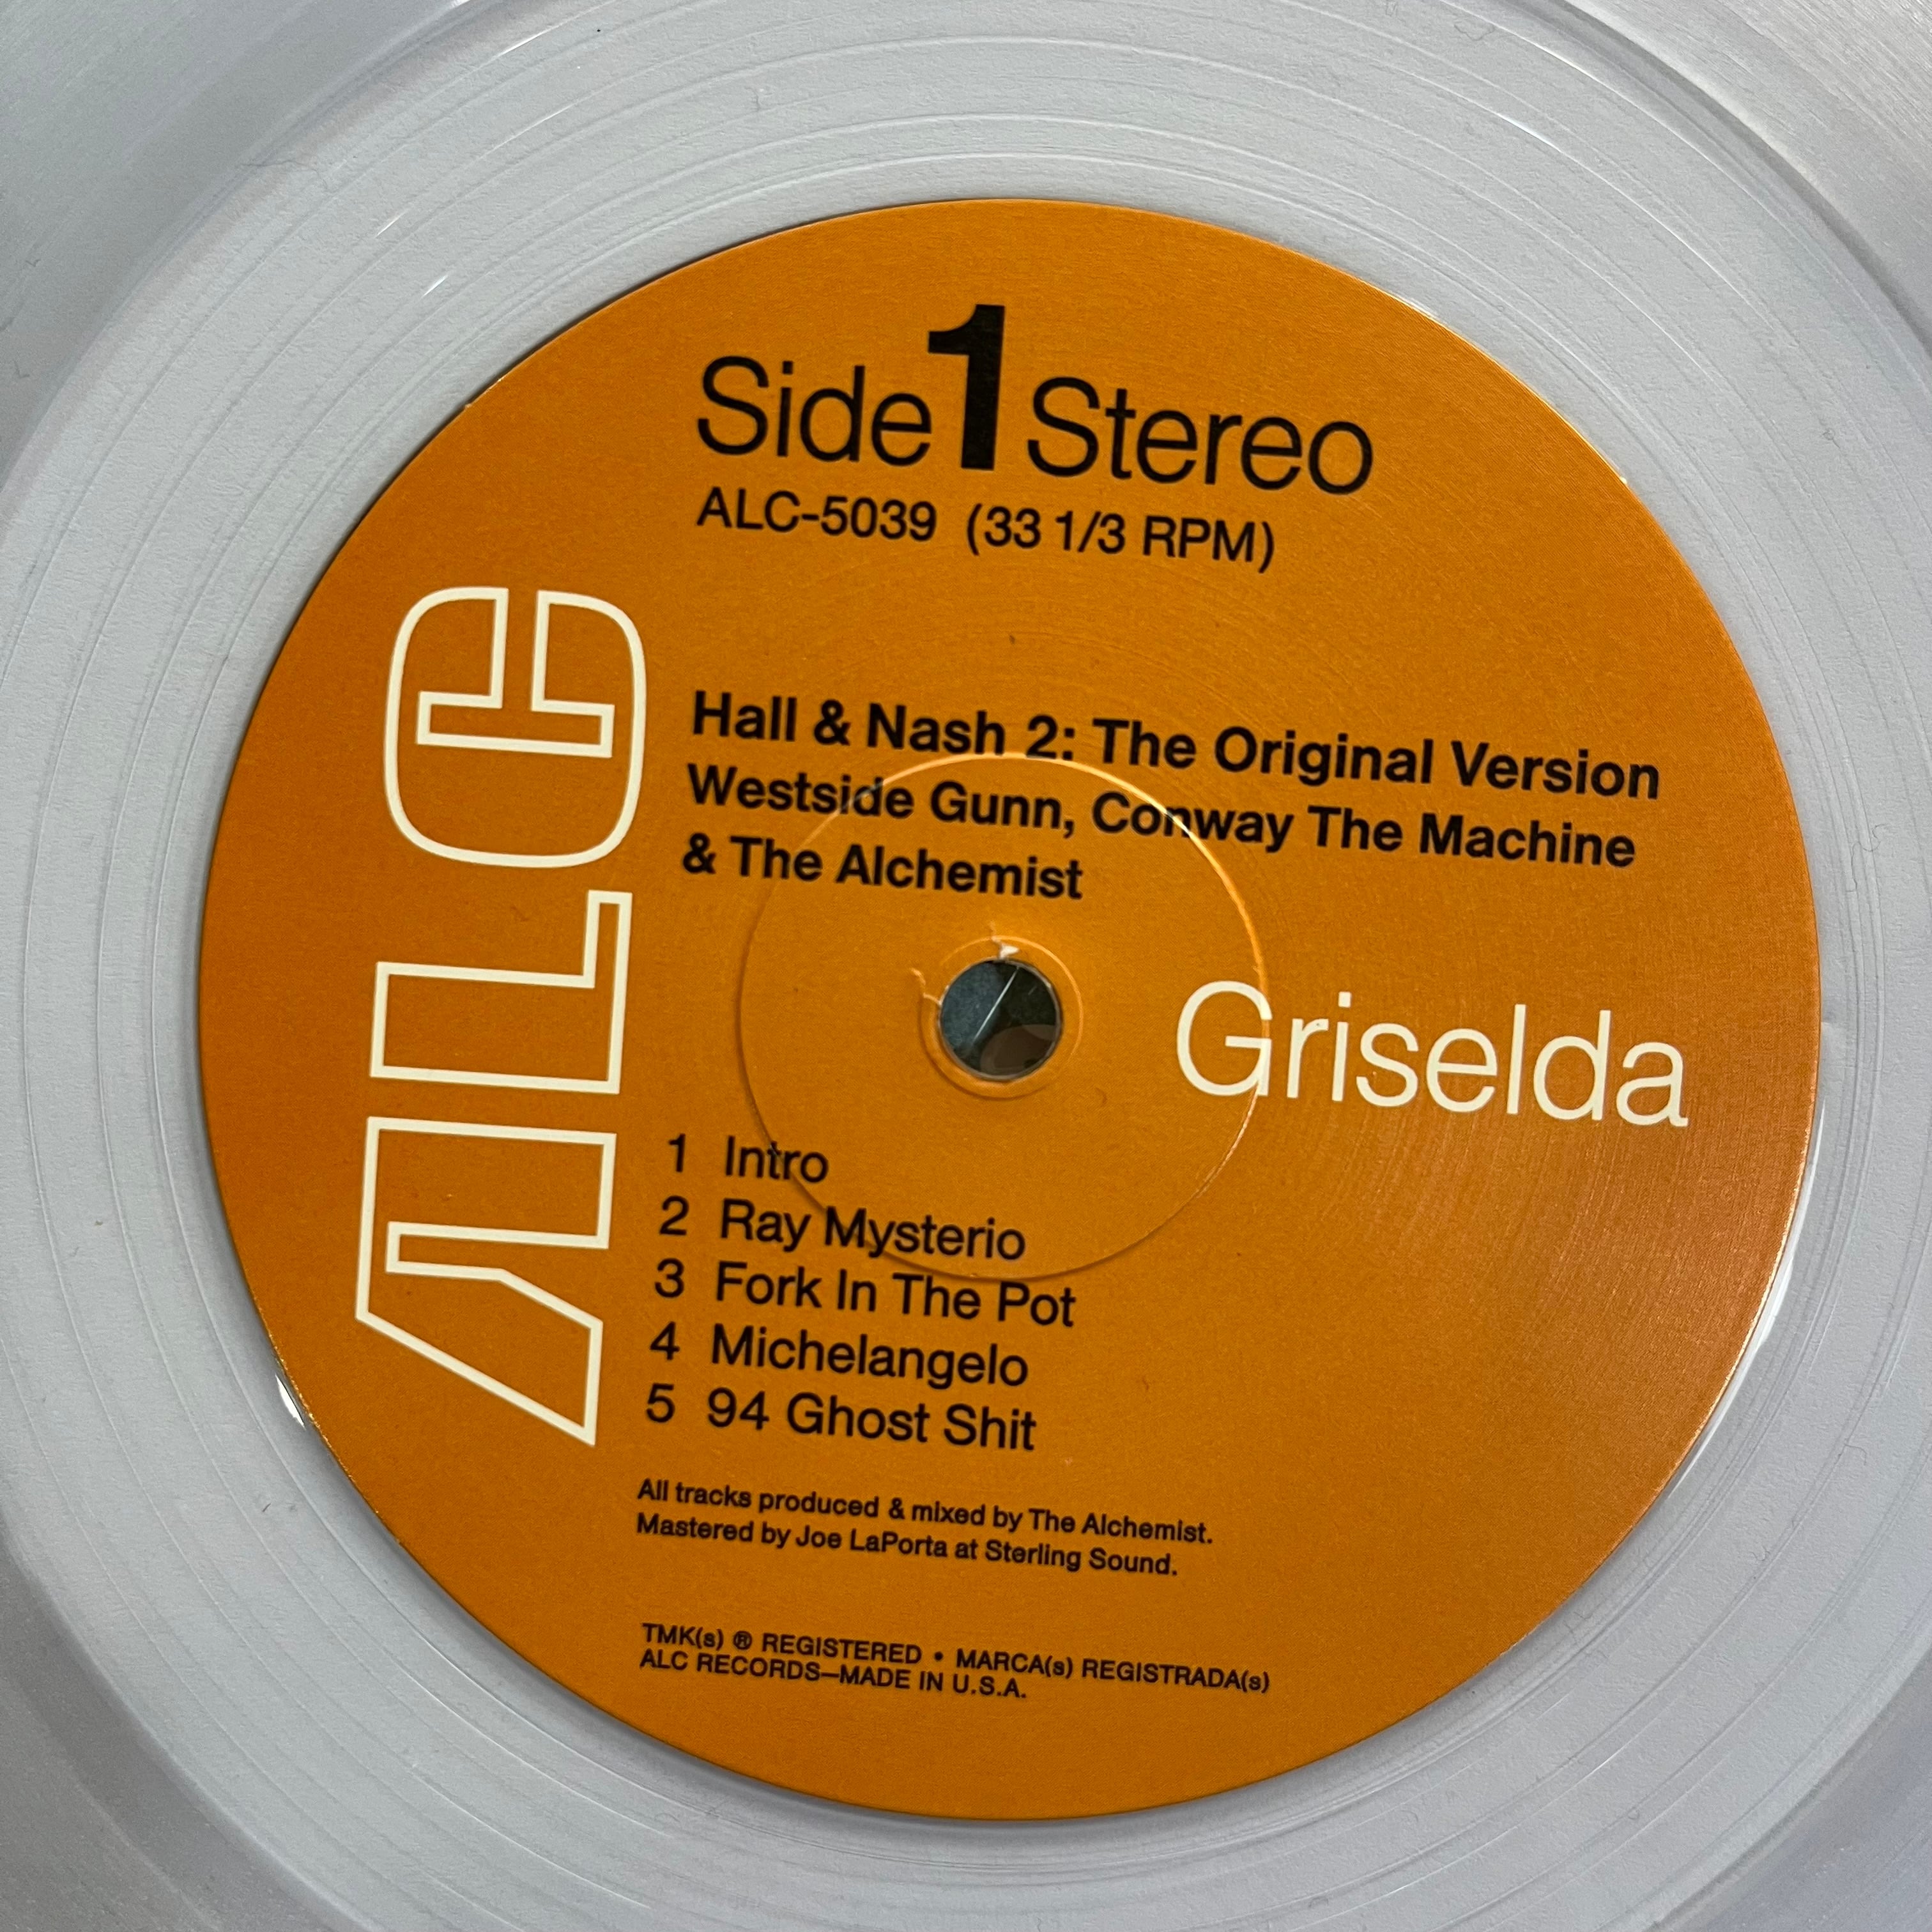 Side 1 Stereo
ALC-5039 (33 1/3 RPM)
ALC
Hall & Nash 2: The Original Version
Westside Gunn, Conway The Machine
& The Alchemist
Griselda
1 Intro
2 Ray Mysterio
3 Fork In The Pot
4 Michelangelo
5 94 Ghost Shit
All tracks produced & mixed by The Alchemist.
Mastered by Joe LaPorta at Sterling Sound.
TMK(s) ® REGISTERED • MARCA(s) REGISTRADA(s)
ALC RECORDS—MADE IN U.S.A.